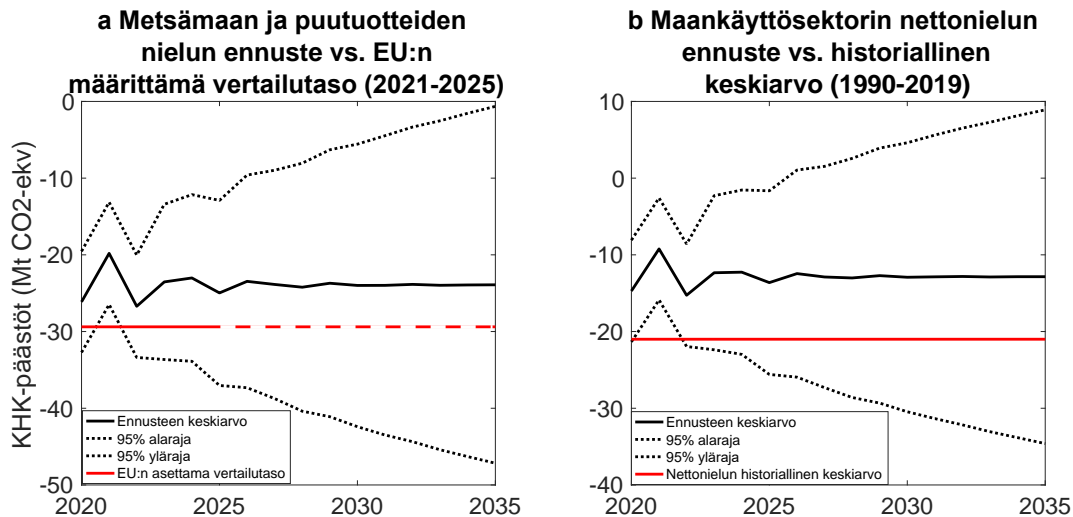 a Metsämaan ja puutuotteiden
nielun ennuste vs. EU:n
määrittämä vertailutaso (2021-2025)
KHK-päästöt (Mt CO2-ekv)
0
-10
-20
-30
-40
-50
2020
2025
2030
2035
Ennusteen keskiarvo
95% alaraja
95% yläraja
EU:n asettama vertailutaso
b Maankäyttösektorin nettonielun
ennuste vs. historiallinen
keskiarvo (1990-2019)
10
0
-10
-20
-30
-40
2020
2025
2030
2035
Ennusteen keskiarvo
95% alaraja
95% yläraja
Nettonielun historiallinen keskiarvo